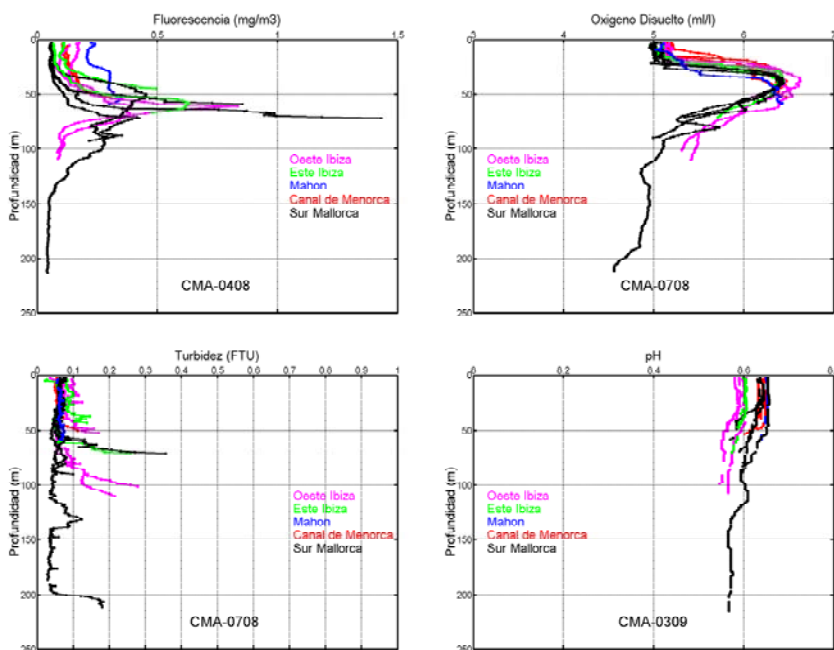 Fluorescencia (mg/m3)
0 0.5 1 1.5
0
50
100
150
200
250
Profundidad (m)
Oeste Ibiza
Este Ibiza
Mahon
Canal de Menorca
Sur Mallorca
CMA-0408
Oxigeno Disuelto (ml/l)
3 4 5 6 7
0
50
100
150
200
250
Profundidad (m)
Oeste Ibiza
Este Ibiza
Mahon
Canal de Menorca
Sur Mallorca
CMA-0708
Turbidez (FTU)
0 0.1 0.2 0.3 0.4 0.5 0.6 0.7 0.8 0.9 1
0
50
100
150
200
250
Profundidad (m)
Oeste Ibiza
Este Ibiza
Mahon
Canal de Menorca
Sur Mallorca
CMA-0708
pH
0.2 0.4 0.6 0.8
0
50
100
150
200
250
Profundidad (m)
Oeste Ibiza
Este Ibiza
Mahon
Canal de Menorca
Sur Mallorca
CMA-0309